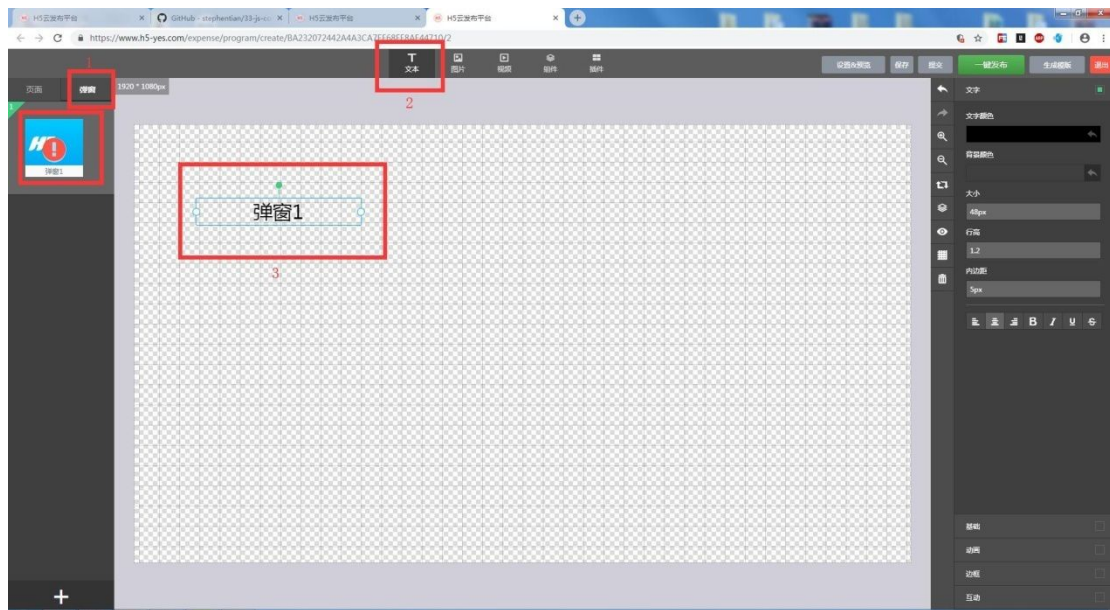 H5云发布平台
GitHub - stephentian/33-js-co
H5云发布平台
H5云发布平台
https://www.h5-yes.com/expense/program/create/BA232072442A4A3CA7EE6BFF8AF44710/2
文本
图片
视频
组件
插件
设置&预览
保存
提交
一键发布
生成模版
退出
1
2
页面
弹窗
1920 * 1080px
文字
1
文字颜色
弹窗1
背景颜色
大小
弹窗1
48px
行高
1.2
3
内边距
5px
B I U S
基础
动画
边框
互动